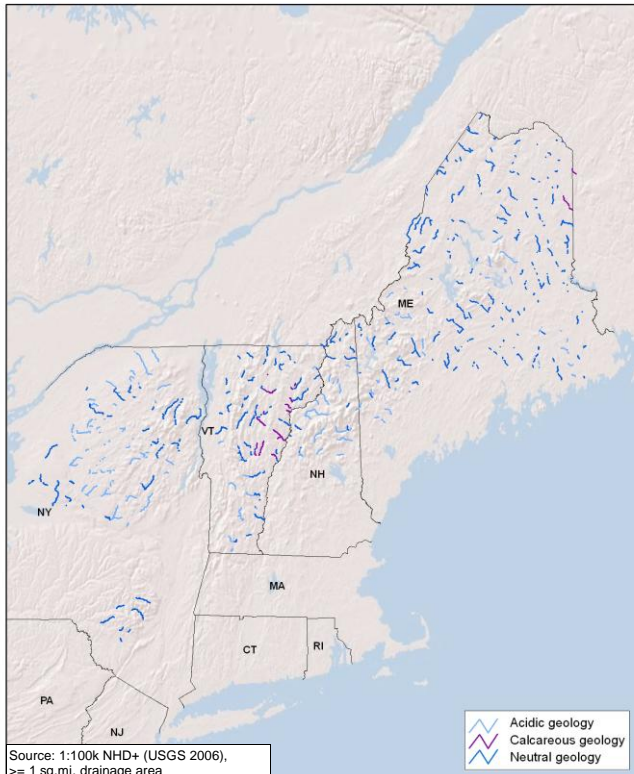 ME
VT
NH
NY
MA
CT
RI
PA
NJ
Acidic geology
Calcareous geology
Neutral geology
Source: 1:100k NHD+ (USGS 2006),
>= 1 sq.mi. drainage area